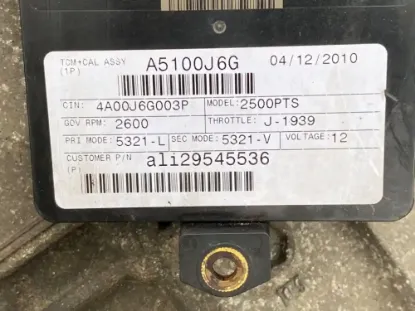 TCM+CAL ASSY A5100J6G 04/12/2010
(1P)
CIN: 4A00J6G003P MODEL: 2500PTS
GOV RPM: 2600 THROTTLE: J-1939
PRI MODE: 5321-L SEC MODE: 5321-V VOLTAGE: 12
CUSTOMER P/N ali29545536
(P)